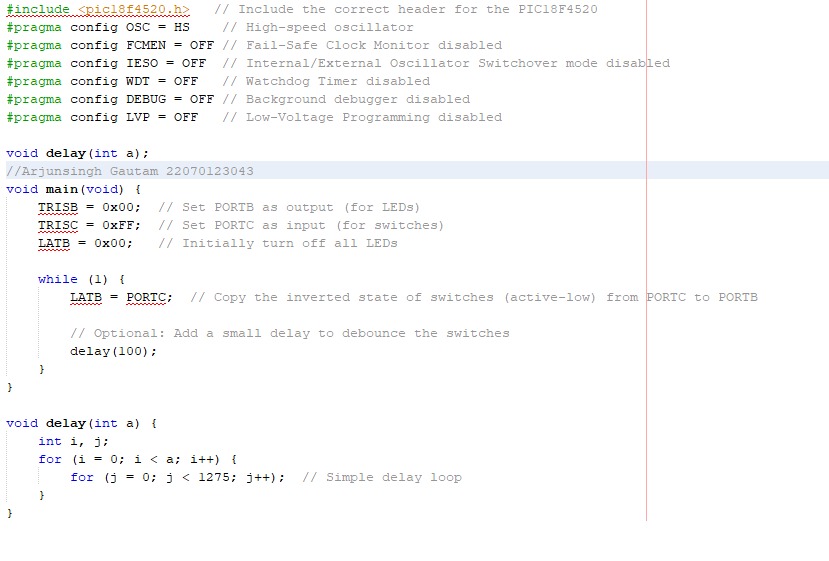 #include <pic18f4520.h>   // Include the correct header for the PIC18F4520
#pragma config OSC = HS    // High-speed oscillator
#pragma config FCMEN = OFF // Fail-Safe Clock Monitor disabled
#pragma config IESO = OFF  // Internal/External Oscillator Switchover mode disabled
#pragma config WDT = OFF   // Watchdog Timer disabled
#pragma config DEBUG = OFF // Background debugger disabled
#pragma config LVP = OFF   // Low-Voltage Programming disabled

void delay(int a);
//Arjunsingh Gautam 22070123043
void main(void) {
    TRISB = 0x00;  // Set PORTB as output (for LEDs)
    TRISC = 0xFF;  // Set PORTC as input (for switches)
    LATB = 0x00;   // Initially turn off all LEDs

    while (1) {
        LATB = PORTC;  // Copy the inverted state of switches (active-low) from PORTC to PORTB

        // Optional: Add a small delay to debounce the switches
        delay(100);
    }
}

void delay(int a) {
    int i, j;
    for (i = 0; i < a; i++) {
        for (j = 0; j < 1275; j++);  // Simple delay loop
    }
}